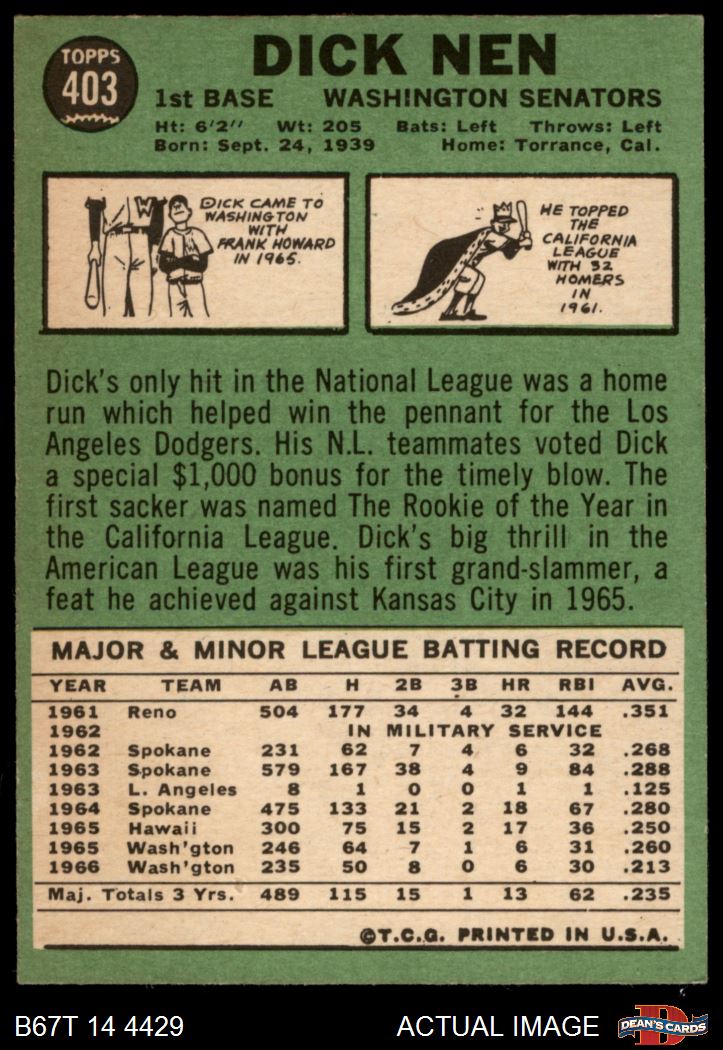 TOPPS
403
DICK NEN
1st BASE WASHINGTON SENATORS
Ht: 6'2" Wt: 205 Bats: Left Throws: Left
Born: Sept. 24, 1939 Home: Torrance, Cal.
W
DICK CAME TO
WASHINGTON
WITH
FRANK HOWARD
IN 1965.
HE TOPPED
THE
CALIFORNIA
LEAGUE
WITH 32
HOMERS
IN
1961.
Dick's only hit in the National League was a home
run which helped win the pennant for the Los
Angeles Dodgers. His N.L. teammates voted Dick
a special $1,000 bonus for the timely blow. The
first sacker was named The Rookie of the Year in
the California League. Dick's big thrill in the
American League was his first grand-slammer, a
feat he achieved against Kansas City in 1965.
MAJOR & MINOR LEAGUE BATTING RECORD
YEAR TEAM AB H 2B 3B HR RBI AVG.
1961 Reno 504 177 34 4 32 144 .351
1962 IN MILITARY SERVICE
1962 Spokane 231 62 7 4 6 32 .268
1963 Spokane 579 167 38 4 9 84 .288
1963 L. Angeles 8 1 0 0 1 1 .125
1964 Spokane 475 133 21 2 18 67 .280
1965 Hawaii 300 75 15 2 17 36 .250
1965 Wash'gton 246 64 7 1 6 31 .260
1966 Wash'gton 235 50 8 0 6 30 .213
Maj. Totals 3 Yrs. 489 115 15 1 13 62 .235
©T.C.G. PRINTED IN U.S.A.
B67T 14 4429 ACTUAL IMAGE
D
DEAN'S CARDS